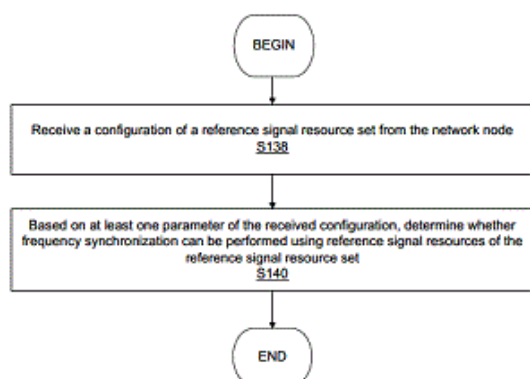 BEGIN
Receive a configuration of a reference signal resource set from the network node
S138
Based on at least one parameter of the received configuration, determine whether
frequency synchronization can be performed using reference signal resources of the
reference signal resource set
S140
END